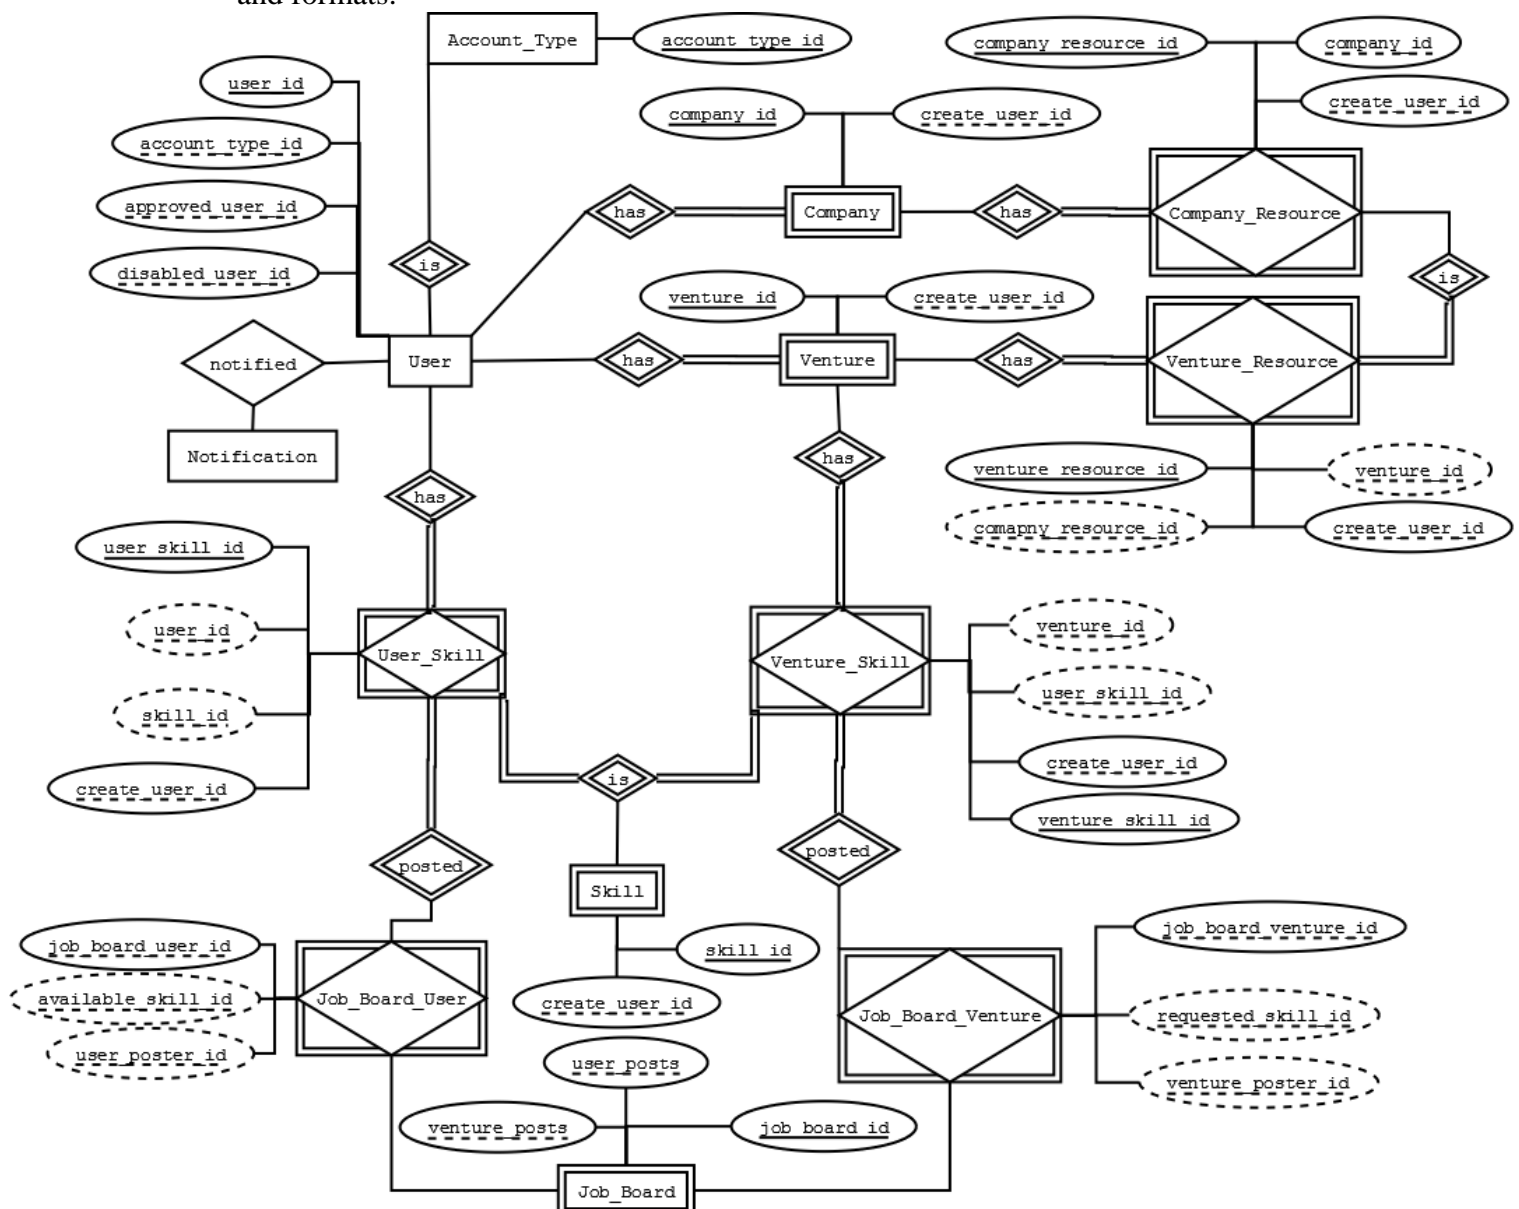 and formats.
Account_Type
account_type_id
company_resource_id
company_id
user_id
company_id
create_user_id
create_user_id
account_type_id
approved_user_id
has
Company
has
Company_Resource
disabled_user_id
is
is
venture_id
create_user_id
notified
User
has
Venture
has
Venture_Resource
Notification
has
venture_resource_id
venture_id
has
comapny_resource_id
create_user_id
user_skill_id
user_id
venture_id
User_Skill
Venture_Skill
user_skill_id
skill_id
create_user_id
is
create_user_id
venture_skill_id
posted
posted
Skill
job_board_user_id
skill_id
job_board_venture_id
available_skill_id
Job_Board_User
create_user_id
Job_Board_Venture
requested_skill_id
user_poster_id
user_posts
venture_poster_id
venture_posts
job_board_id
Job_Board